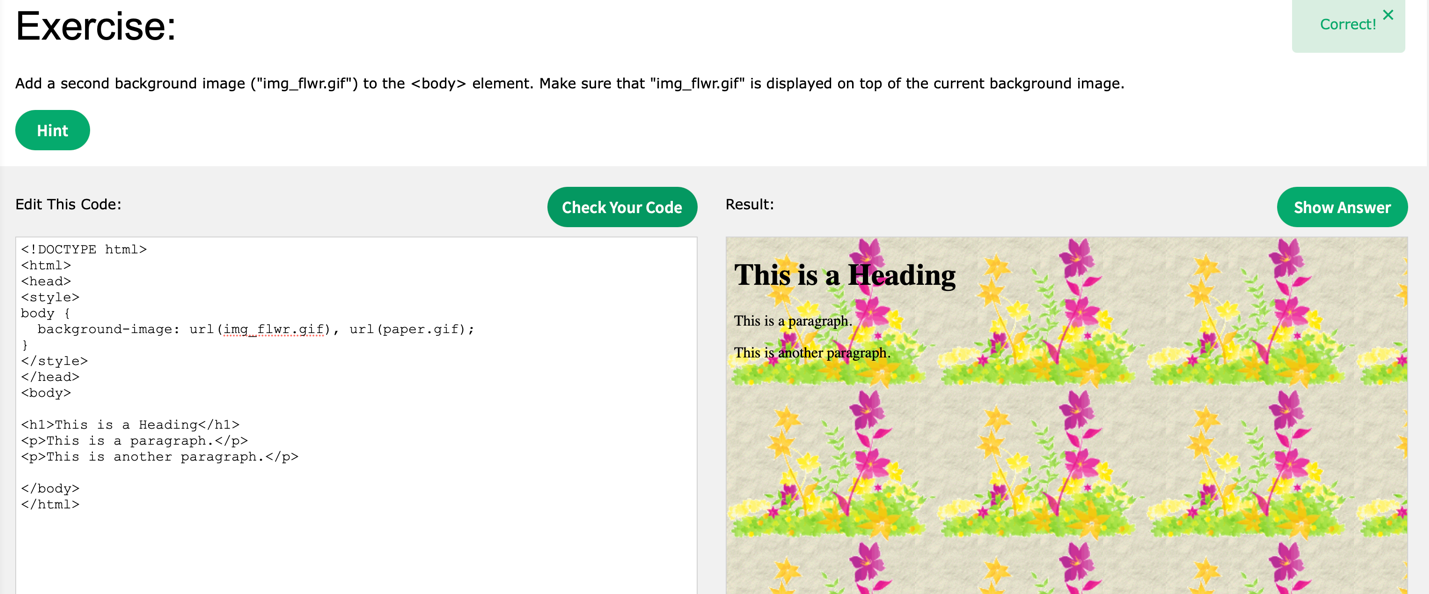 Exercise:
Correct! ×
Add a second background image ("img_flwr.gif") to the <body> element. Make sure that "img_flwr.gif" is displayed on top of the current background image.
Hint
Edit This Code:
Check Your Code
<!DOCTYPE html>
<html>
<head>
<style>
body {
  background-image: url(img_flwr.gif), url(paper.gif);
}
</style>
</head>
<body>
<h1>This is a Heading</h1>
<p>This is a paragraph.</p>
<p>This is another paragraph.</p>
</body>
</html>
Result:
Show Answer
This is a Heading
This is a paragraph.
This is another paragraph.